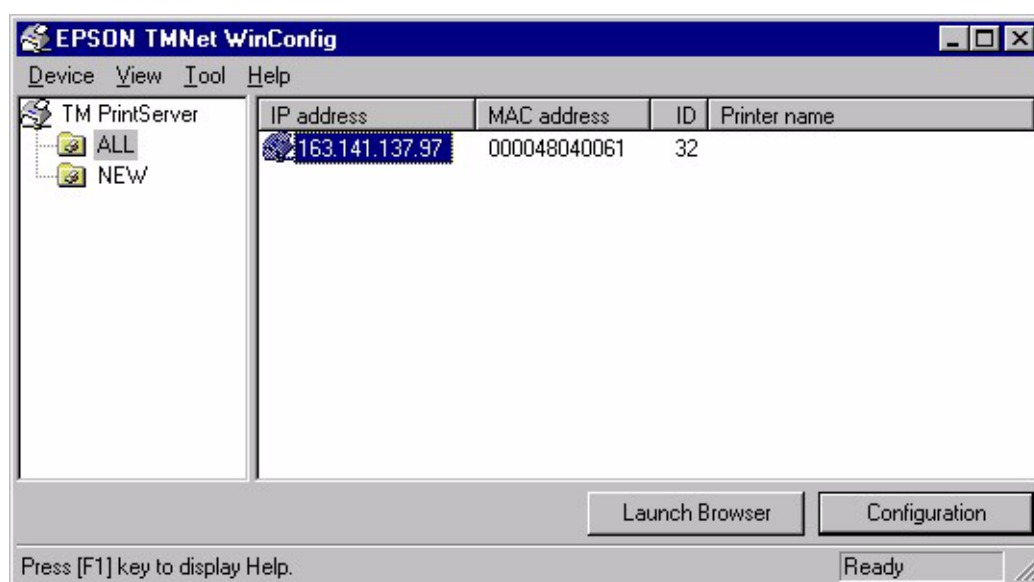 EPSON TMNet WinConfig
Device View Tool Help
TM PrintServer
ALL
NEW
IP address MAC address ID Printer name
163.141.137.97 000048040061 32
Launch Browser Configuration
Press [F1] key to display Help. Ready